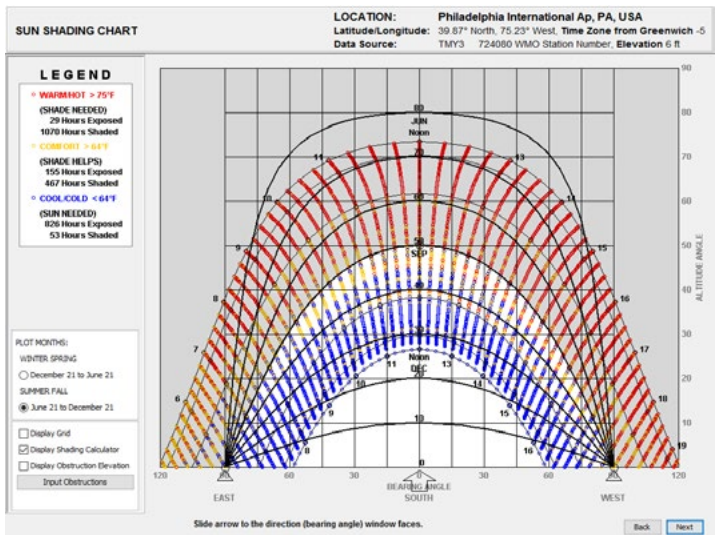 SUN SHADING CHART
LOCATION: Philadelphia International Ap, PA, USA
Latitude/Longitude: 39.87° North, 75.23° West, Time Zone from Greenwich -5
Data Source: TMY3 724080 WMO Station Number, Elevation 6 ft
LEGEND
WARM/HOT > 75°F
(SHADE NEEDED)
29 Hours Exposed
1070 Hours Shaded
COMFORT > 64°F
(SHADE HELPS)
155 Hours Exposed
467 Hours Shaded
COOL/COLD < 64°F
(SUN NEEDED)
826 Hours Exposed
53 Hours Shaded
PLOT MONTHS:
WINTER SPRING
December 21 to June 21
SUMMER FALL
June 21 to December 21
Display Grid
Display Shading Calculator
Display Obstruction Elevation
Input Obstructions
90
80
70
60
50
40
30
20
10
ALTITUDE ANGLE
80
JUN
Noon
70
60
50
SEP
40
30
Noon
DEC
20
10
0
11
13
10
14
9
15
8
16
7
17
6
18
19
11
13
10
14
9
15
8
16
120
90
60
30
0
30
60
90
120
BEARING ANGLE
EAST
SOUTH
WEST
Slide arrow to the direction (bearing angle) window faces.
Back
Next